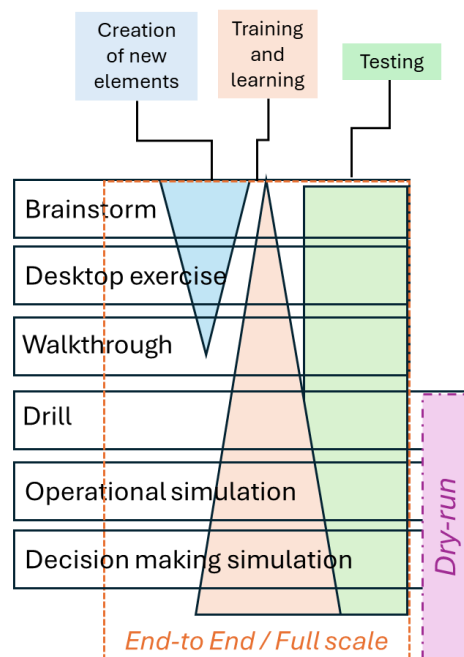 Creation
of new
elements
Training
and
learning
Testing
Brainstorm
Desktop exercise
Walkthrough
Drill
Operational simulation
Decision making simulation
Dry-run
End-to End / Full scale